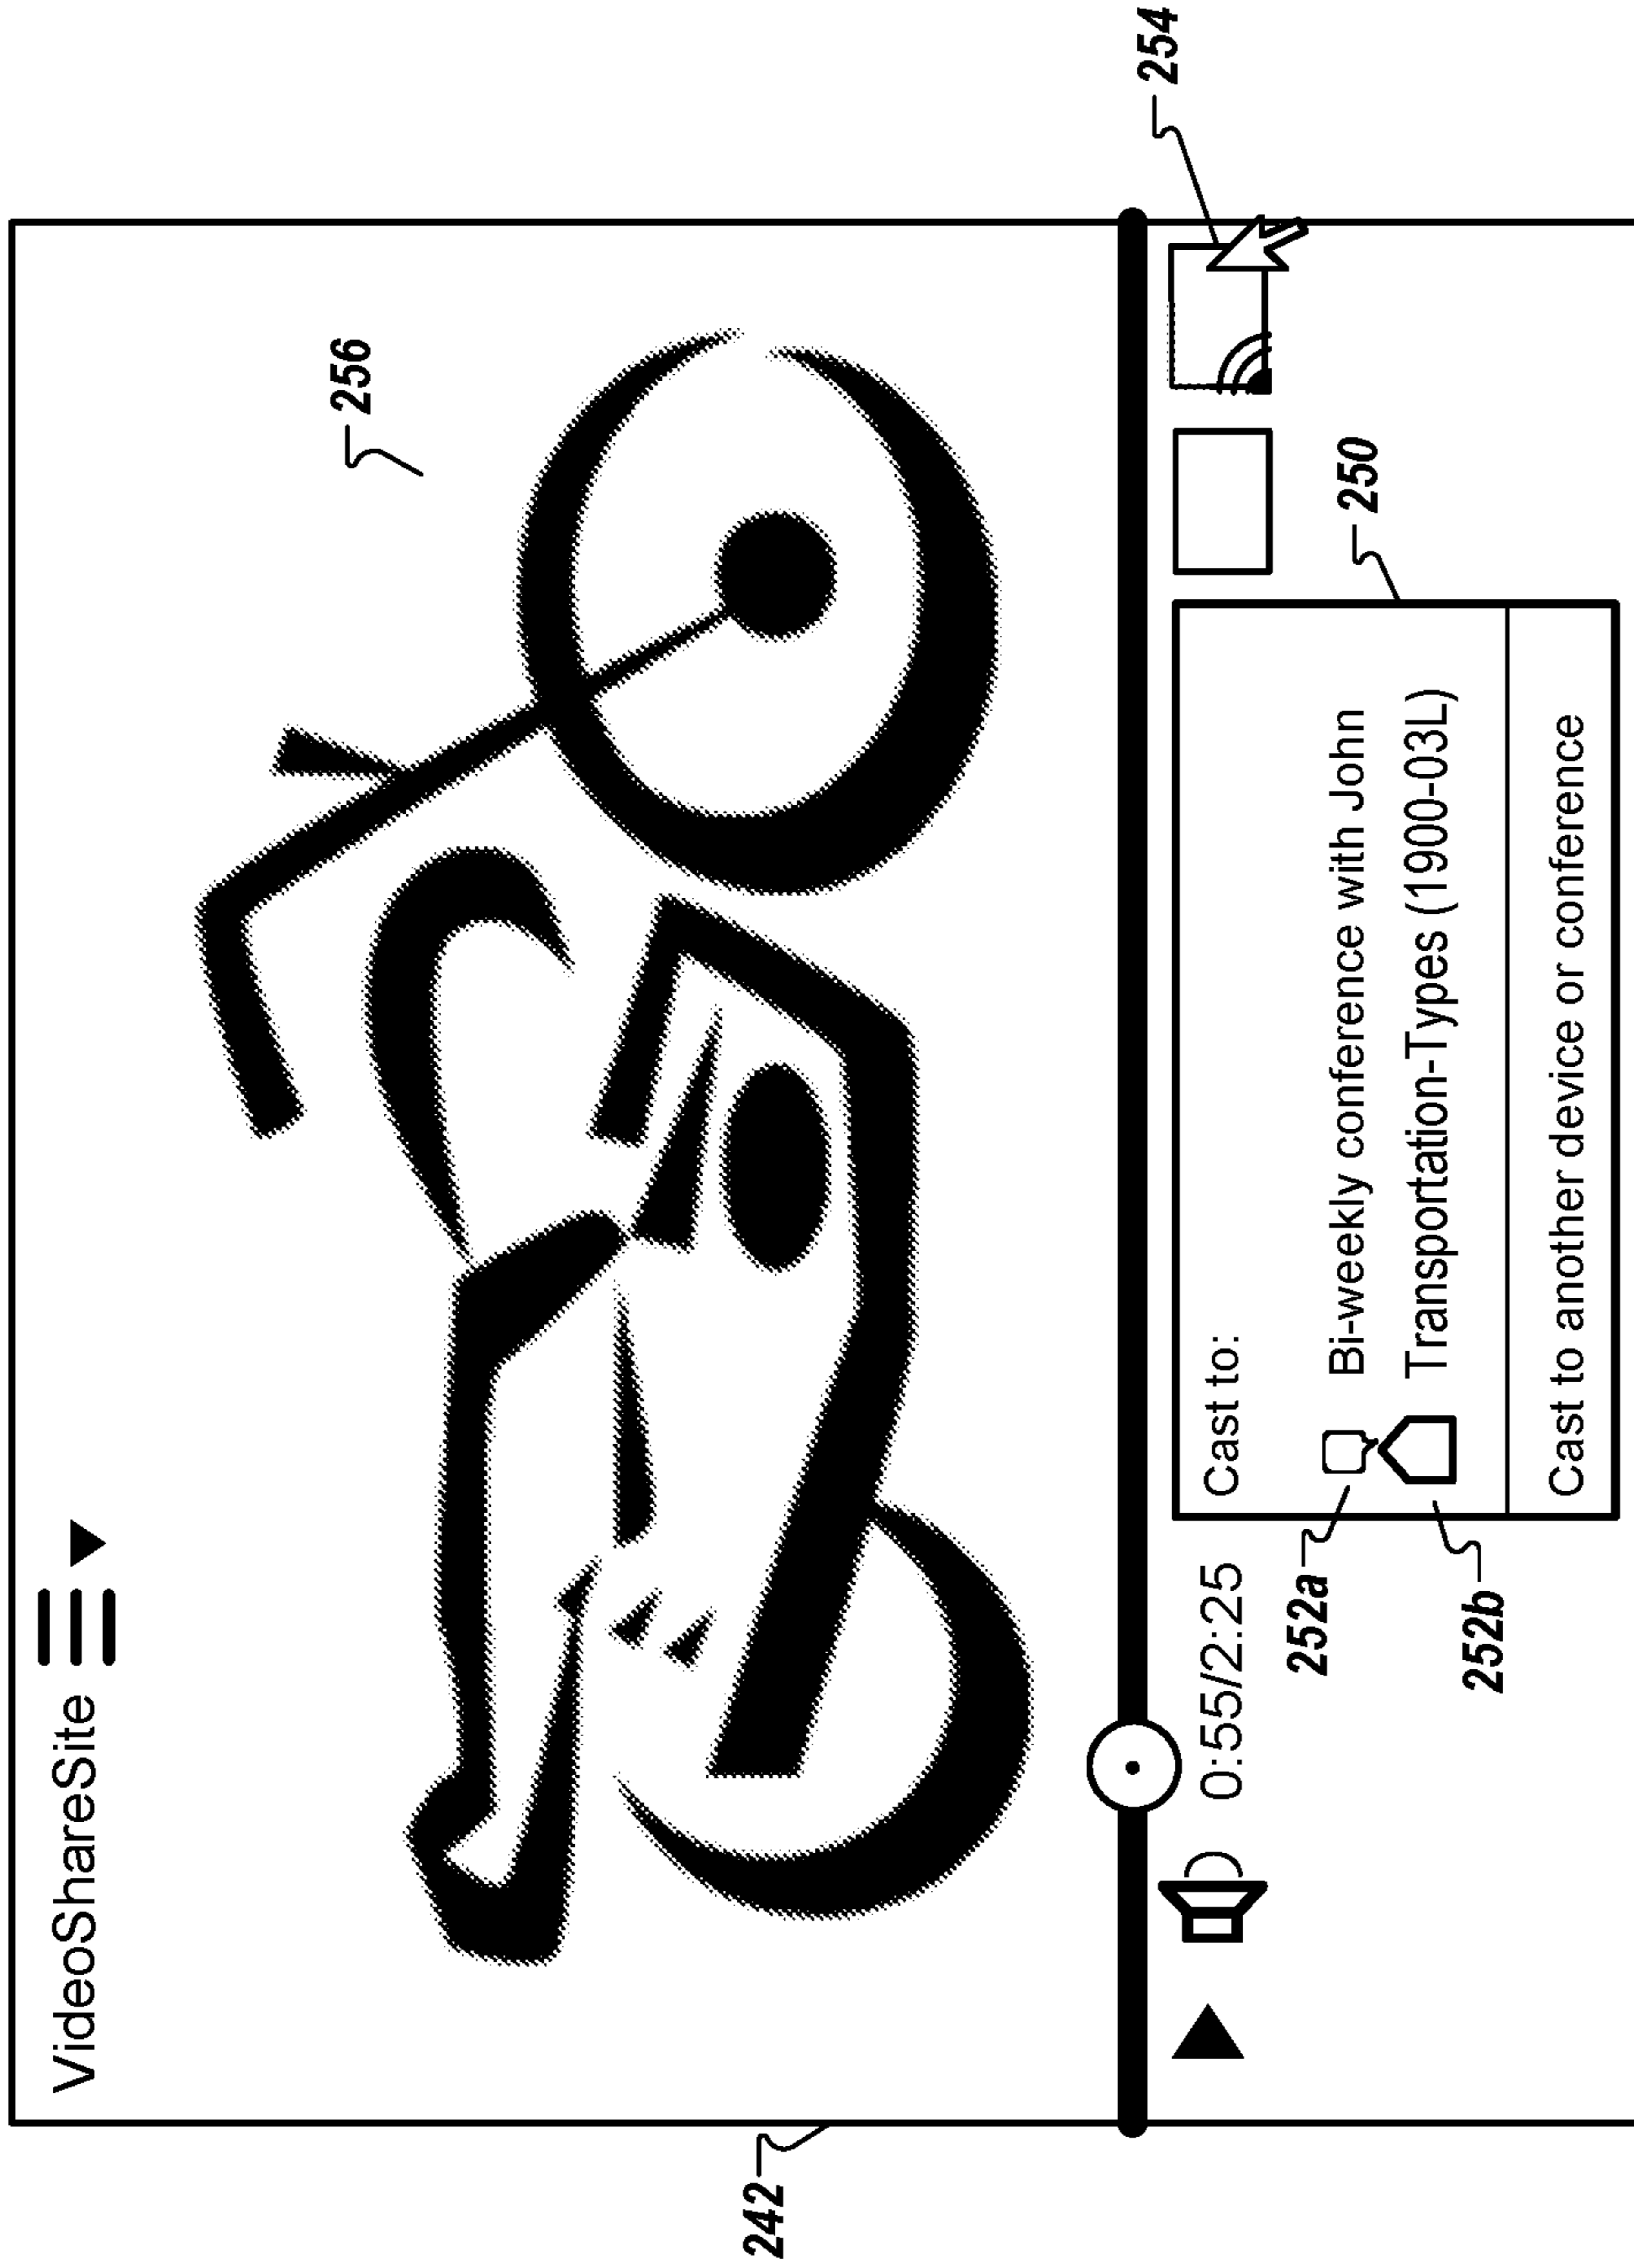 VideoShareSite
256
242
254
0:55/2:25
250
Cast to:
252a
Bi-weekly conference with John
252b
Transportation-Types (1900-03L)
Cast to another device or conference